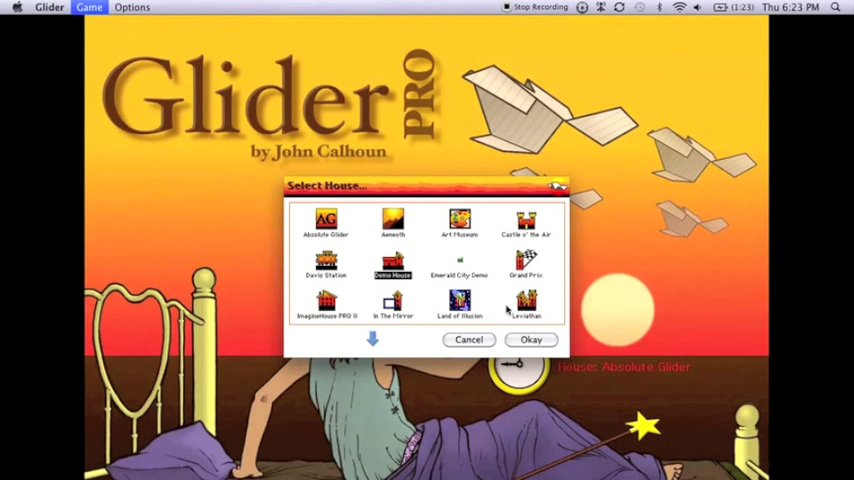 Glider Game Options Stop Recording (1:23) Thu 6:23 PM
Glider PRO
by John Calhoun
Select House...
Absolute Glider Aeneoth Art Museum Castle o' the Air
Davis Station Demo House Emerald City Demo Grand Prix
ImagineHouse PRO II In The Mirror Land of Illusion Leviathan
Cancel Okay
House: Absolute Glider